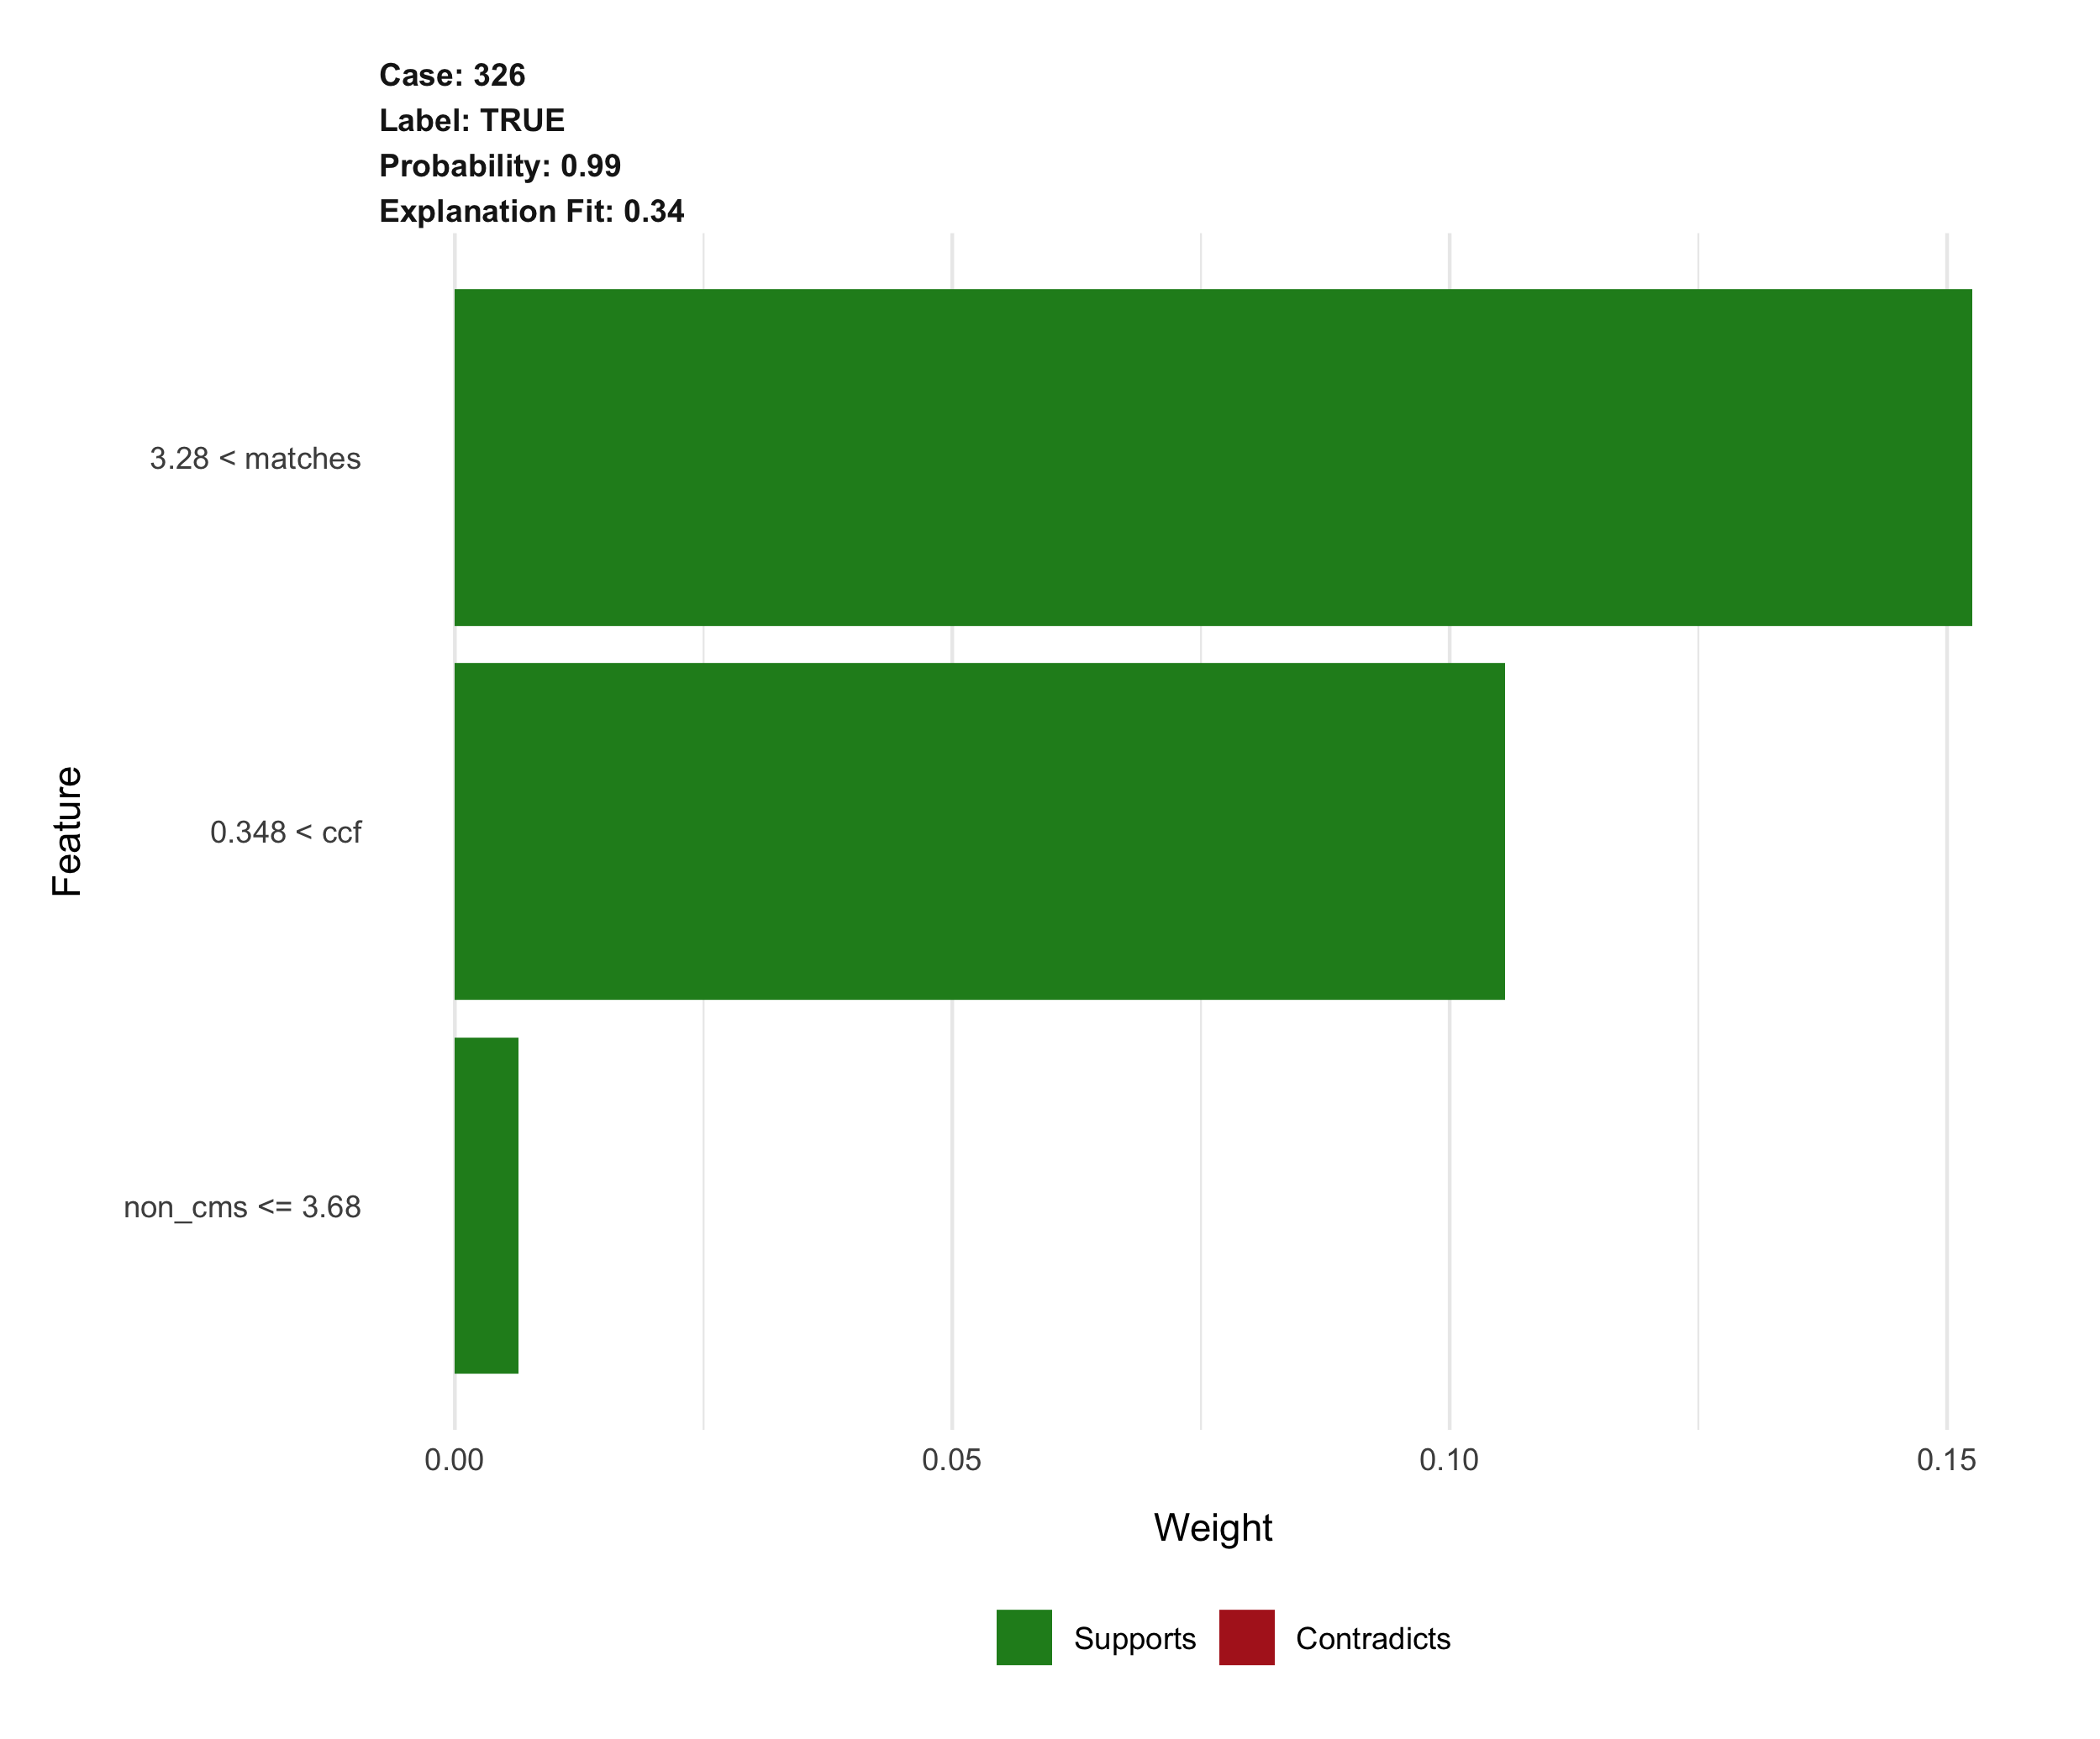 Case: 326
Label: TRUE
Probability: 0.99
Explanation Fit: 0.34
3.28 < matches
0.348 < ccf
non_cms <= 3.68
Feature
0.00 0.05 0.10 0.15
Weight
Supports Contradicts